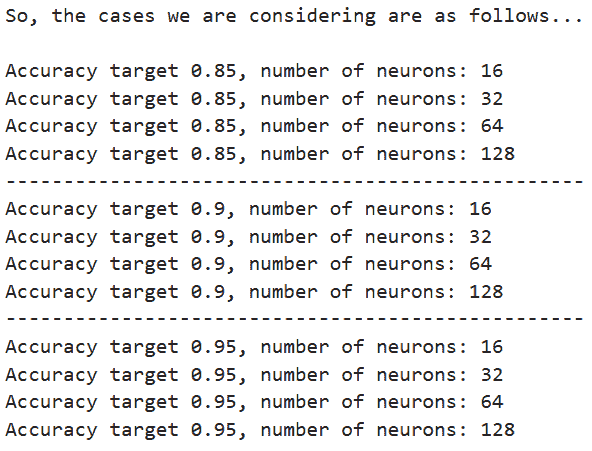 So, the cases we are considering are as follows...
Accuracy target 0.85, number of neurons: 16
Accuracy target 0.85, number of neurons: 32
Accuracy target 0.85, number of neurons: 64
Accuracy target 0.85, number of neurons: 128
--------------------------------------------------
Accuracy target 0.9, number of neurons: 16
Accuracy target 0.9, number of neurons: 32
Accuracy target 0.9, number of neurons: 64
Accuracy target 0.9, number of neurons: 128
--------------------------------------------------
Accuracy target 0.95, number of neurons: 16
Accuracy target 0.95, number of neurons: 32
Accuracy target 0.95, number of neurons: 64
Accuracy target 0.95, number of neurons: 128